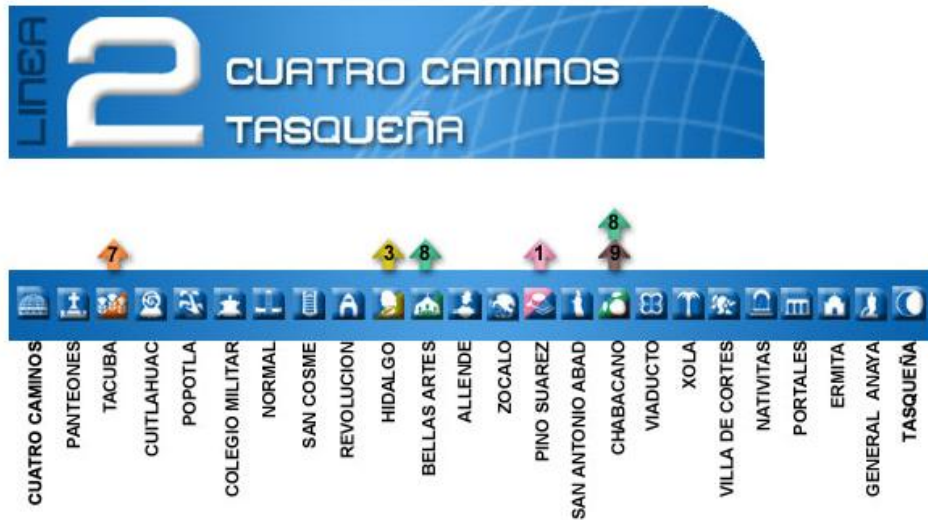 LINEA
2
CUATRO CAMINOS
TASQUEÑA
7
3
8
1
8
9
CUATRO CAMINOS
PANTEONES
TACUBA
CUITLAHUAC
POPOTLA
COLEGIO MILITAR
NORMAL
SAN COSME
REVOLUCION
HIDALGO
BELLAS ARTES
ALLENDE
ZOCALO
PINO SUAREZ
SAN ANTONIO ABAD
CHABACANO
VIADUCTO
XOLA
VILLA DE CORTES
NATIVITAS
PORTALES
ERMITA
GENERAL ANAYA
TASQUEÑA